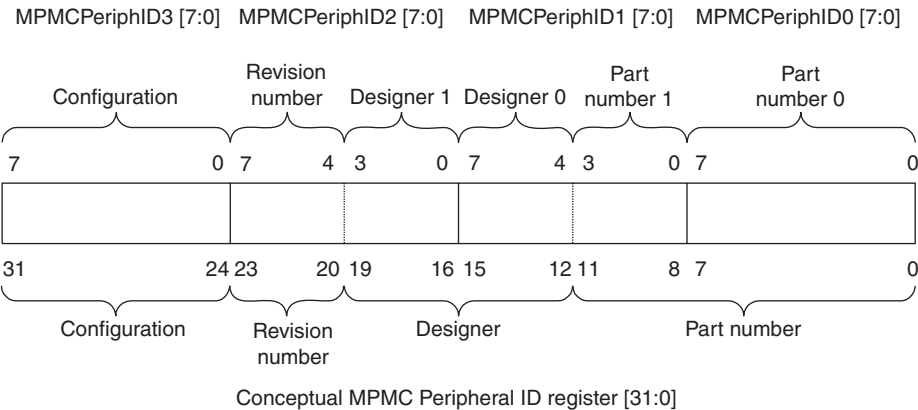 MPMCPeriphID3 [7:0] MPMCPeriphID2 [7:0] MPMCPeriphID1 [7:0] MPMCPeriphID0 [7:0]
Configuration Revision number Designer 1 Designer 0 Part number 1 Part number 0
7 0 7 4 3 0 7 4 3 0 7 0
31 24 23 20 19 16 15 12 11 8 7 0
Configuration Revision number Designer Part number
Conceptual MPMC Peripheral ID register [31:0]